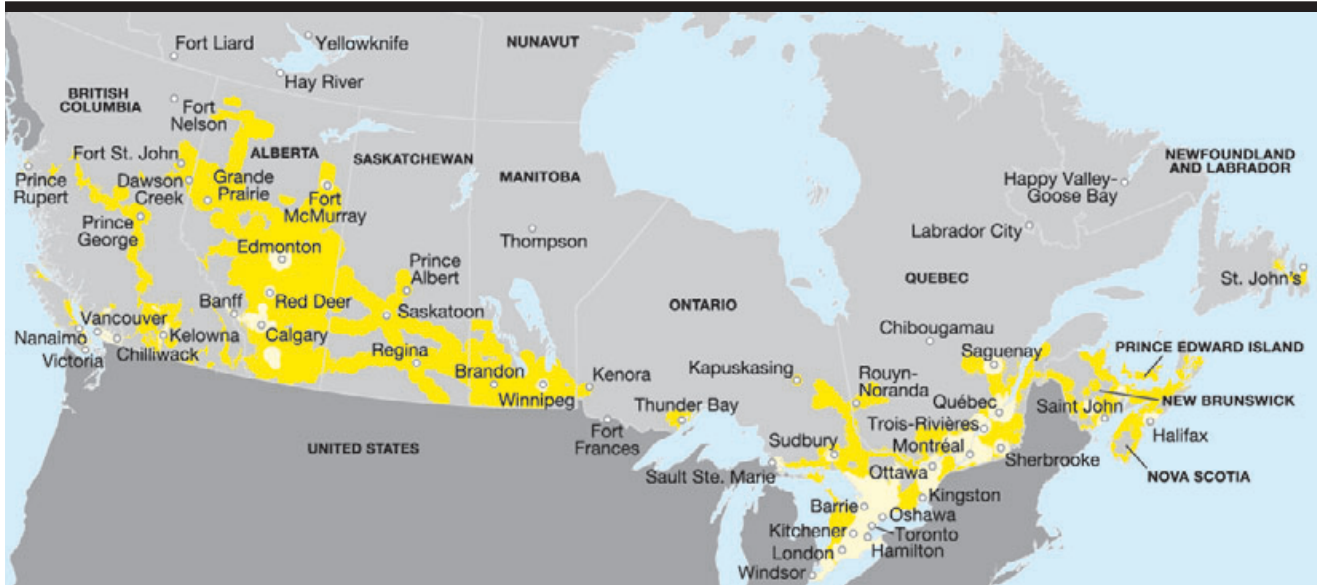 Fort Liard
Yellowknife
NUNAVUT
Hay River
BRITISH
COLUMBIA
Fort
Nelson
Fort St. John
ALBERTA
SASKATCHEWAN
NEWFOUNDLAND
AND LABRADOR
Prince
Rupert
Dawson
Creek
Grande
Prairie
Fort
McMurray
MANITOBA
Happy Valley-
Goose Bay
Prince
George
Thompson
Labrador City
Edmonton
Prince
Albert
QUEBEC
St. John's
Banff
Red Deer
Saskatoon
ONTARIO
Vancouver
Nanaimo
Kelowna
Calgary
Chibougamau
Victoria
Chilliwack
Regina
Saguenay
PRINCE EDWARD ISLAND
Brandon
Kenora
Kapuskasing
Rouyn-
Noranda
Winnipeg
Thunder Bay
Québec
Saint John
NEW BRUNSWICK
Fort
Frances
Trois-Rivières
Halifax
UNITED STATES
Sudbury
Montréal
Sherbrooke
Sault Ste. Marie
Ottawa
NOVA SCOTIA
Kingston
Barrie
Oshawa
Kitchener
Toronto
London
Hamilton
Windsor